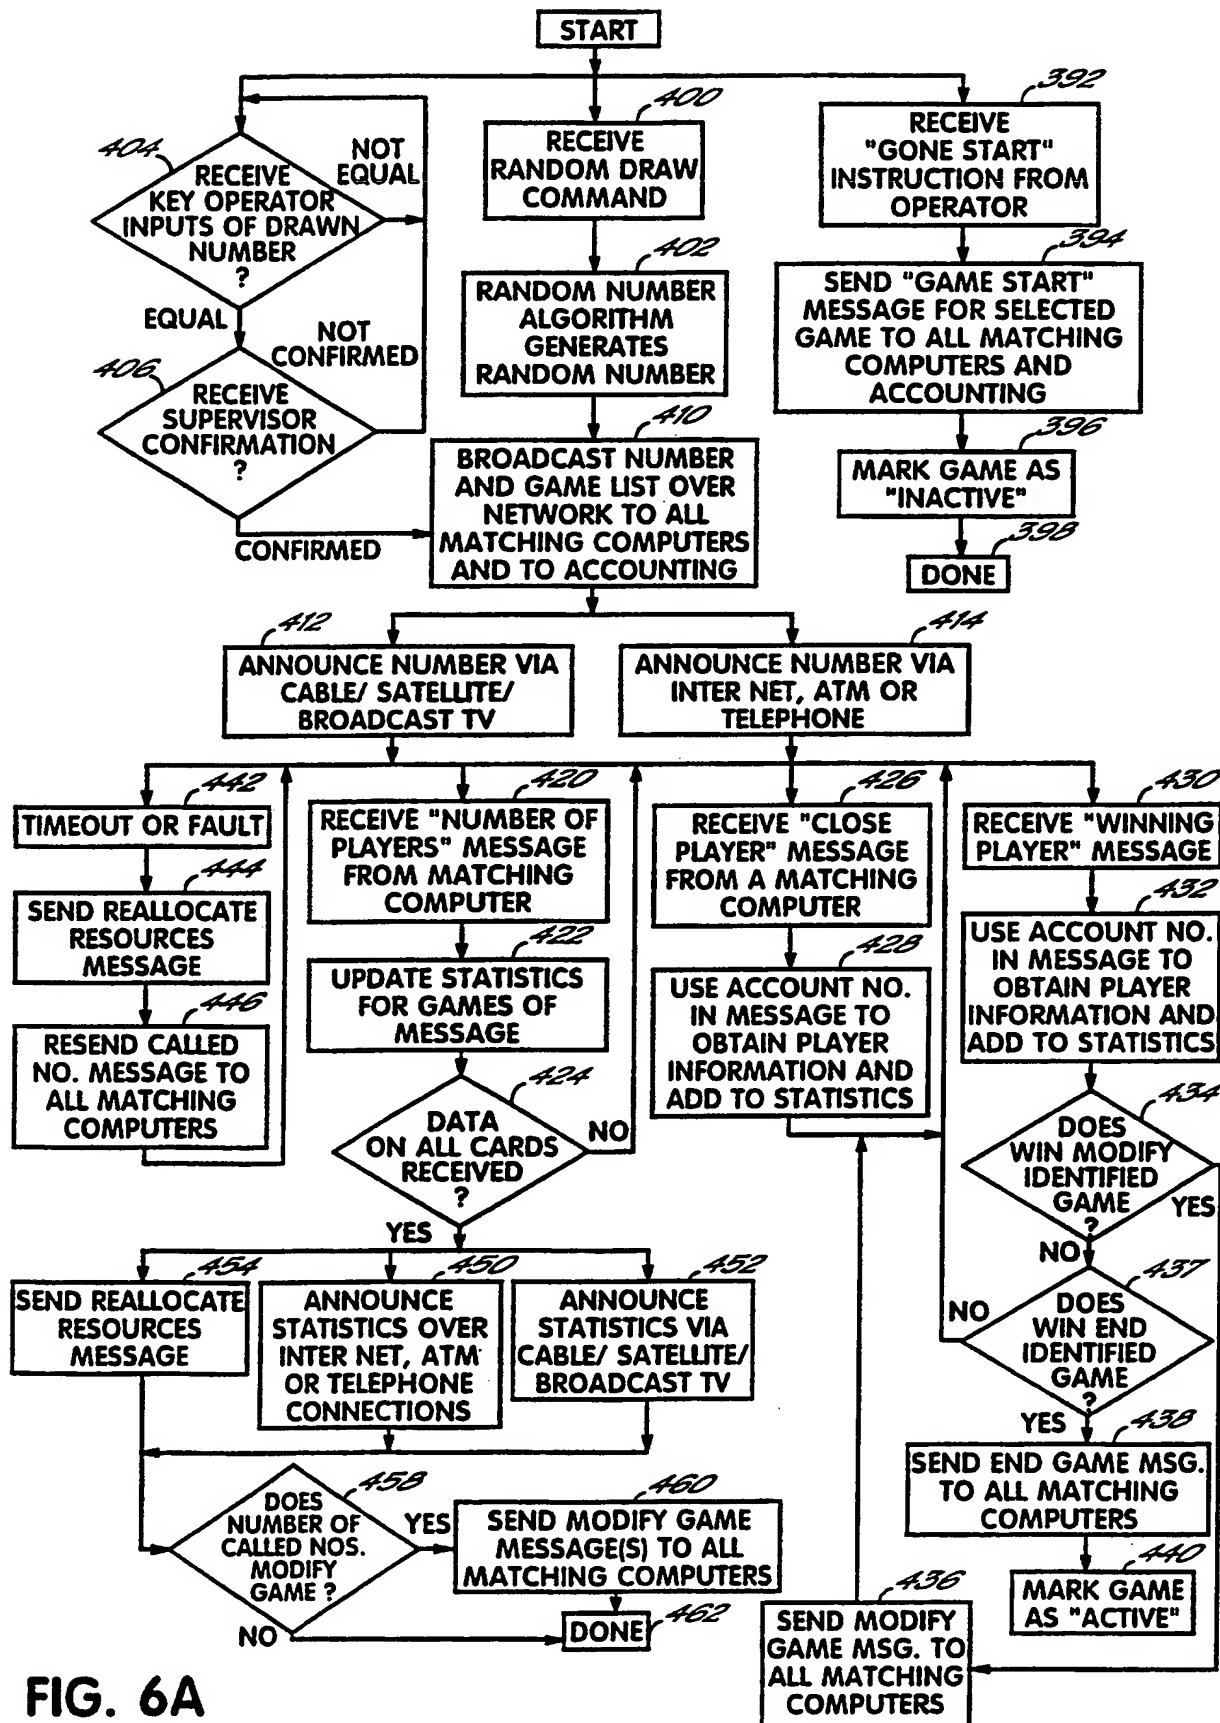 START
392
RECEIVE
"GONE START"
INSTRUCTION FROM
OPERATOR
400
RECEIVE
RANDOM DRAW
COMMAND
404
RECEIVE
KEY OPERATOR
INPUTS OF DRAWN
NUMBER
?
NOT
EQUAL
EQUAL
NOT
CONFIRMED
406
RECEIVE
SUPERVISOR
CONFIRMATION
?
CONFIRMED
402
RANDOM NUMBER
ALGORITHM
GENERATES
RANDOM NUMBER
394
SEND "GAME START"
MESSAGE FOR SELECTED
GAME TO ALL MATCHING
COMPUTERS AND
ACCOUNTING
396
MARK GAME AS
"INACTIVE"
398
DONE
410
BROADCAST NUMBER
AND GAME LIST OVER
NETWORK TO ALL
MATCHING COMPUTERS
AND TO ACCOUNTING
412
ANNOUNCE NUMBER VIA
CABLE/ SATELLITE/
BROADCAST TV
414
ANNOUNCE NUMBER VIA
INTER NET, ATM OR
TELEPHONE
442
TIMEOUT OR FAULT
444
SEND REALLOCATE
RESOURCES
MESSAGE
446
RESEND CALLED
NO. MESSAGE TO
ALL MATCHING
COMPUTERS
420
RECEIVE "NUMBER OF
PLAYERS" MESSAGE
FROM MATCHING
COMPUTER
422
UPDATE STATISTICS
FOR GAMES OF
MESSAGE
424
DATA
ON ALL CARDS
RECEIVED
?
NO
YES
426
RECEIVE "CLOSE
PLAYER" MESSAGE
FROM A MATCHING
COMPUTER
428
USE ACCOUNT NO.
IN MESSAGE TO
OBTAIN PLAYER
INFORMATION AND
ADD TO STATISTICS
430
RECEIVE "WINNING
PLAYER" MESSAGE
432
USE ACCOUNT NO.
IN MESSAGE TO
OBTAIN PLAYER
INFORMATION AND
ADD TO STATISTICS
434
DOES
WIN MODIFY
IDENTIFIED
GAME
?
YES
NO
437
DOES
WIN END
IDENTIFIED
GAME
?
NO
YES
438
SEND END GAME MSG.
TO ALL MATCHING
COMPUTERS
440
MARK GAME
AS "ACTIVE"
436
SEND MODIFY
GAME MSG. TO
ALL MATCHING
COMPUTERS
454
SEND REALLOCATE
RESOURCES
MESSAGE
450
ANNOUNCE
STATISTICS OVER
INTER NET, ATM
OR TELEPHONE
CONNECTIONS
452
ANNOUNCE
STATISTICS VIA
CABLE/ SATELLITE/
BROADCAST TV
458
DOES
NUMBER OF
CALLED NOS.
MODIFY
GAME ?
YES
NO
460
SEND MODIFY GAME
MESSAGE(S) TO ALL
MATCHING COMPUTERS
DONE
462
FIG. 6A